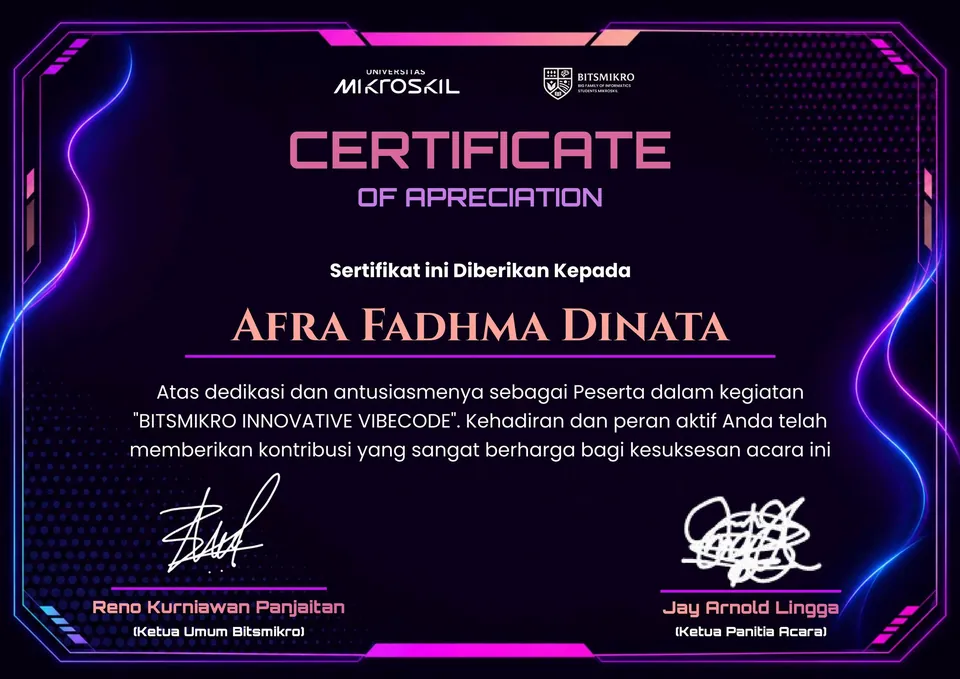 UNIVERSITAS
MIKROSKIL
BITSMIKRO
BIG FAMILY OF INFORMATICS
STUDENTS MIKROSKIL
CERTIFICATE
OF APRECIATION
Sertifikat ini Diberikan Kepada
AFRA FADHMA DINATA
Atas dedikasi dan antusiasmenya sebagai Peserta dalam kegiatan
"BITSMIKRO INNOVATIVE VIBECODE". Kehadiran dan peran aktif Anda telah
memberikan kontribusi yang sangat berharga bagi kesuksesan acara ini
Reno Kurniawan Panjaitan
(Ketua Umum Bitsmikro)
Jay Arnold Lingga
(Ketua Panitia Acara)